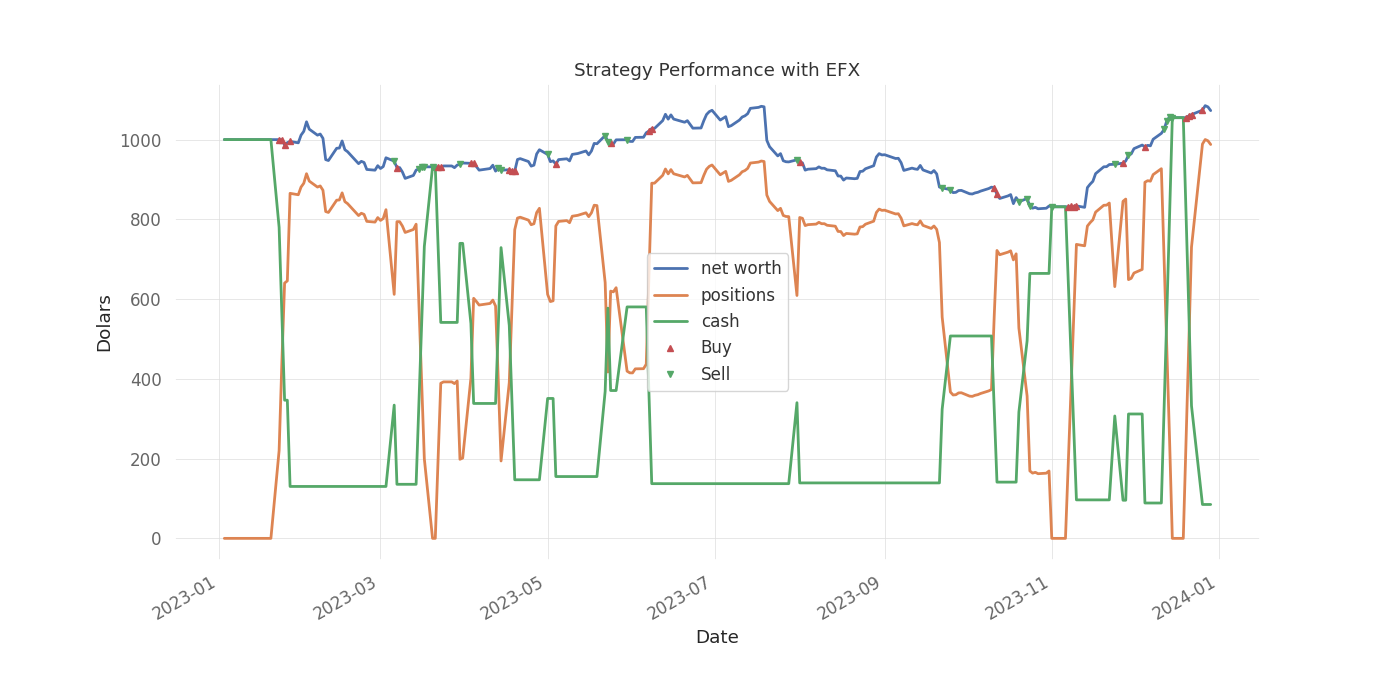 Strategy Performance with EFX
Dolars
1000
800
600
400
200
0
net worth
positions
cash
Buy
Sell
2023-01
2023-03
2023-05
2023-07
2023-09
2023-11
2024-01
Date